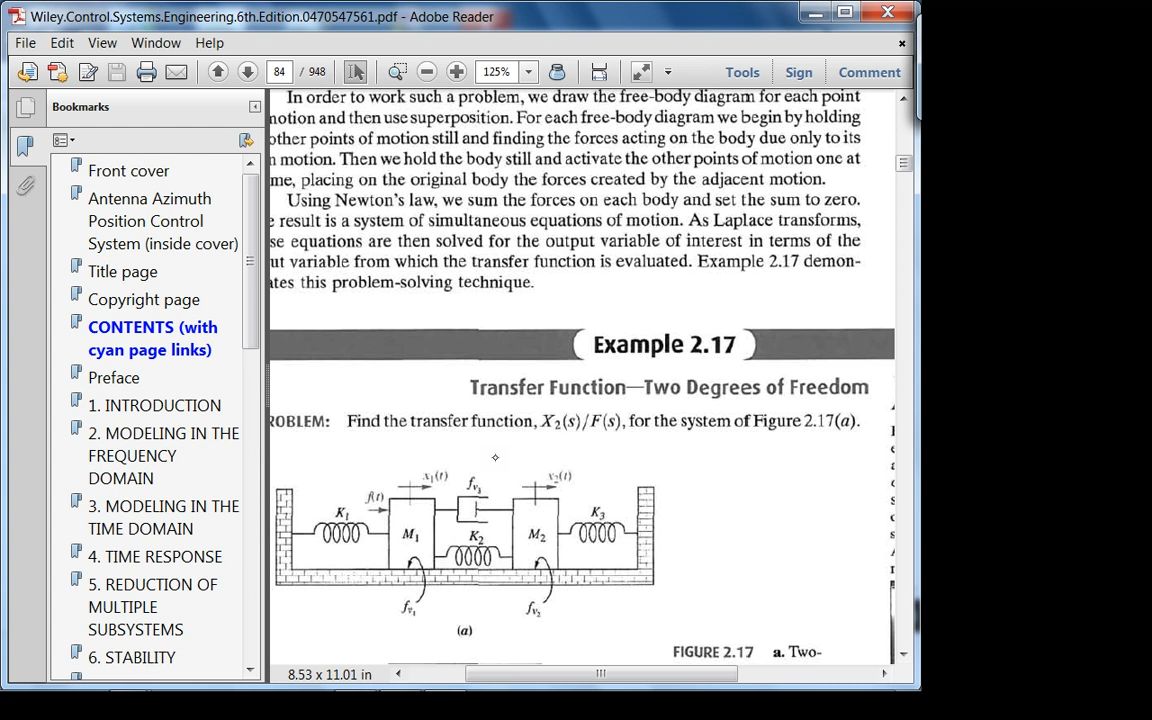 Wiley.Control.Systems.Engineering.6th.Edition.0470547561.pdf - Adobe Reader
File Edit View Window Help
84 / 948 125% Tools Sign Comment
Bookmarks
Front cover
Antenna Azimuth
Position Control
System (inside cover)
Title page
Copyright page
CONTENTS (with
cyan page links)
Preface
1. INTRODUCTION
2. MODELING IN THE
FREQUENCY
DOMAIN
3. MODELING IN THE
TIME DOMAIN
4. TIME RESPONSE
5. REDUCTION OF
MULTIPLE
SUBSYSTEMS
6. STABILITY
In order to work such a problem, we draw the free-body diagram for each point
notion and then use superposition. For each free-body diagram we begin by holding
other points of motion still and finding the forces acting on the body due only to its
n motion. Then we hold the body still and activate the other points of motion one at
me, placing on the original body the forces created by the adjacent motion.
Using Newton's law, we sum the forces on each body and set the sum to zero.
e result is a system of simultaneous equations of motion. As Laplace transforms,
se equations are then solved for the output variable of interest in terms of the
ut variable from which the transfer function is evaluated. Example 2.17 demon-
ates this problem-solving technique.
Example 2.17
Transfer Function—Two Degrees of Freedom
ROBLEM: Find the transfer function, X₂(s)/F(s), for the system of Figure 2.17(a).
x₁(t) x₂(t)
fᵥ₃
f(t)
K₁ K₃
M₁ K₂ M₂
fᵥ₁ fᵥ₂
(a)
FIGURE 2.17 a. Two-
8.53 x 11.01 in